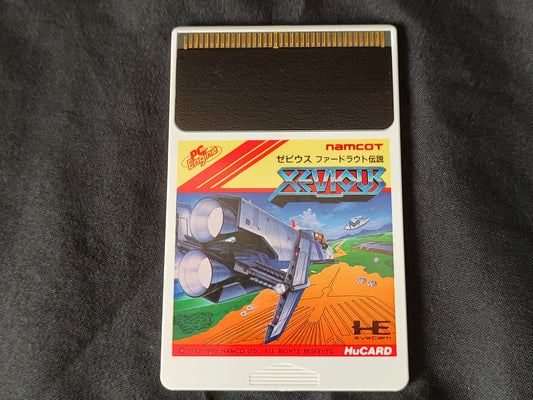 PC Engine
namcot
ゼビウス ファードラウト伝説
XEVIOUS
HE system
© 1982 1990 NAMCO LTD., ALL RIGHTS RESERVED
HuCARD